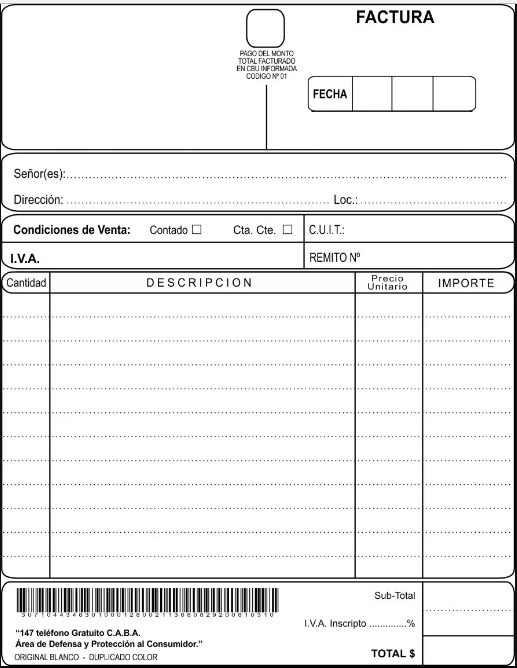 FACTURA
PAGO DEL MONTO
TOTAL FACTURADO
EN CBU INFORMADA
CODIGO Nº 01
FECHA
Señor(es):
Dirección: Loc.:
Condiciones de Venta: Contado Cta. Cte. C.U.I.T.:
I.V.A. REMITO Nº
Cantidad DESCRIPCION Precio Unitario IMPORTE
Sub-Total
I.V.A. Inscripto .............%
"147 teléfono Gratuito C.A.B.A.
Área de Defensa y Protección al Consumidor."
ORIGINAL BLANCO - DUPLICADO COLOR
TOTAL $